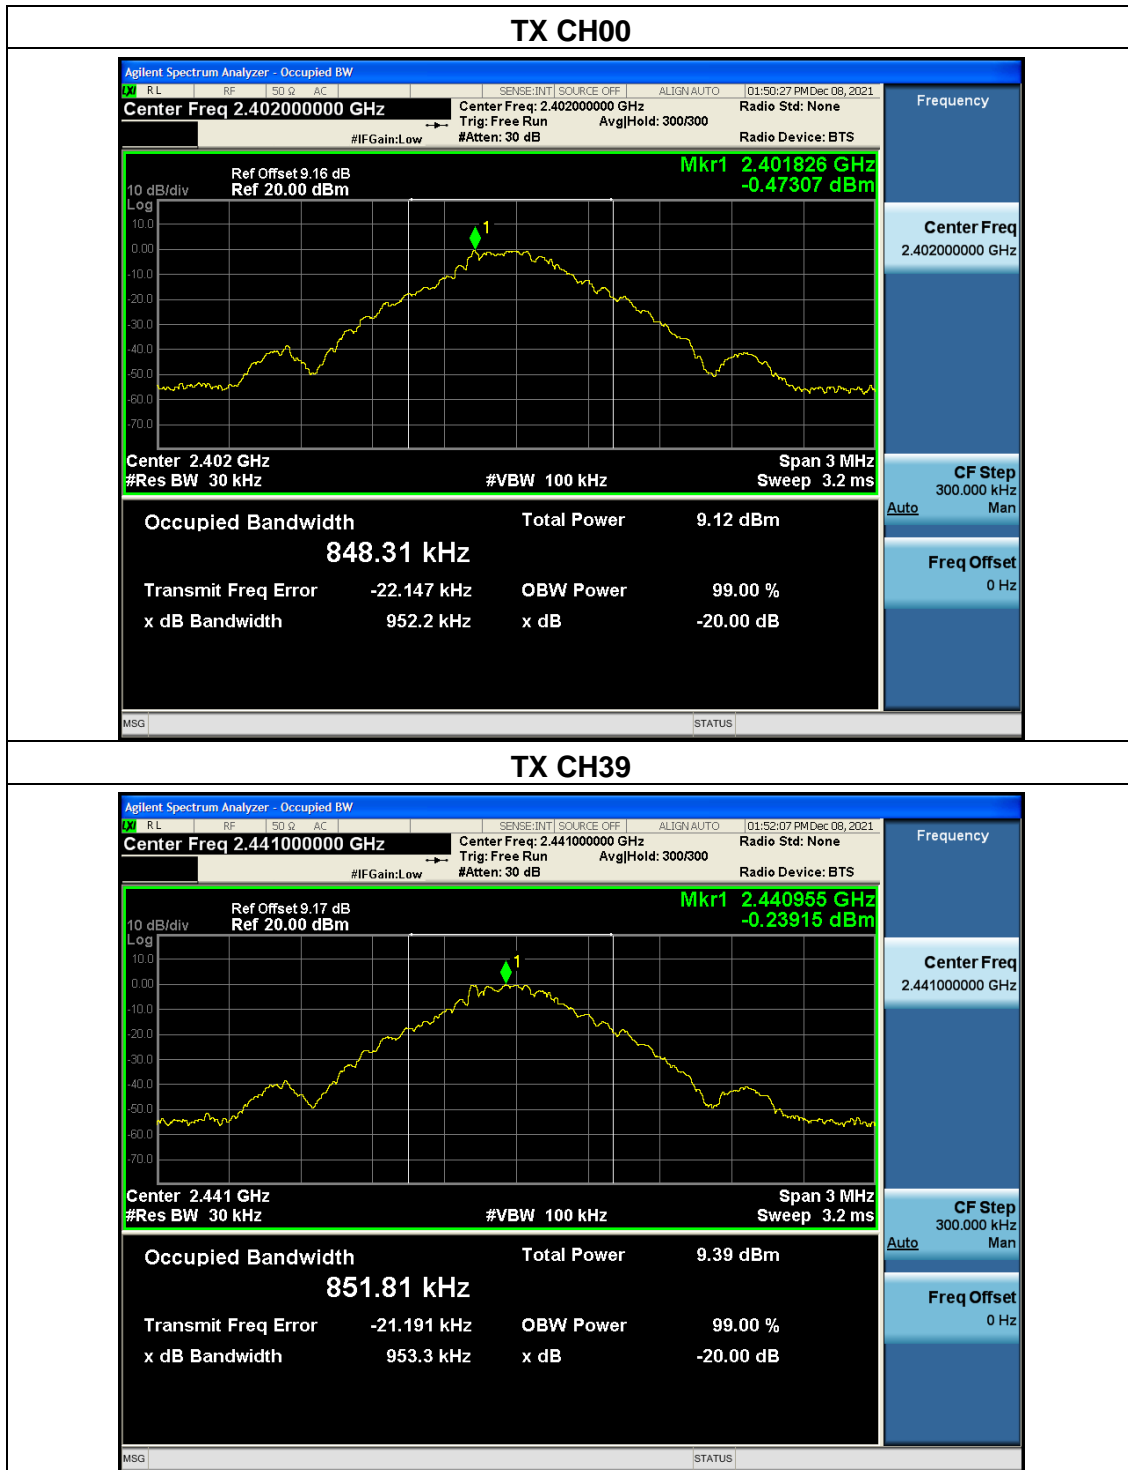 TX CH00
Agilent Spectrum Analyzer - Occupied BW
LXI RL RF 50 Ω AC SENSE:INT SOURCE OFF ALIGN AUTO 01:50:27 PM Dec 08, 2021
Center Freq 2.402000000 GHz
Center Freq: 2.402000000 GHz Radio Std: None
Trig: Free Run Avg|Hold: 300/300
#IFGain:Low #Atten: 30 dB Radio Device: BTS
Frequency
Mkr1 2.401826 GHz
-0.47307 dBm
Ref Offset 9.16 dB
10 dB/div Ref 20.00 dBm
Log
10.0
1
0.00
-10.0
-20.0
-30.0
-40.0
-50.0
-60.0
-70.0
Center 2.402 GHz Span 3 MHz
#Res BW 30 kHz #VBW 100 kHz Sweep 3.2 ms
Center Freq
2.402000000 GHz
CF Step
300.000 kHz
Auto Man
Freq Offset
0 Hz
Occupied Bandwidth Total Power 9.12 dBm
848.31 kHz
Transmit Freq Error -22.147 kHz OBW Power 99.00 %
x dB Bandwidth 952.2 kHz x dB -20.00 dB
MSG STATUS
TX CH39
Agilent Spectrum Analyzer - Occupied BW
LXI RL RF 50 Ω AC SENSE:INT SOURCE OFF ALIGN AUTO 01:52:07 PM Dec 08, 2021
Center Freq 2.441000000 GHz
Center Freq: 2.441000000 GHz Radio Std: None
Trig: Free Run Avg|Hold: 300/300
#IFGain:Low #Atten: 30 dB Radio Device: BTS
Frequency
Mkr1 2.440955 GHz
-0.23915 dBm
Ref Offset 9.17 dB
10 dB/div Ref 20.00 dBm
Log
10.0
1
0.00
-10.0
-20.0
-30.0
-40.0
-50.0
-60.0
-70.0
Center 2.441 GHz Span 3 MHz
#Res BW 30 kHz #VBW 100 kHz Sweep 3.2 ms
Center Freq
2.441000000 GHz
CF Step
300.000 kHz
Auto Man
Freq Offset
0 Hz
Occupied Bandwidth Total Power 9.39 dBm
851.81 kHz
Transmit Freq Error -21.191 kHz OBW Power 99.00 %
x dB Bandwidth 953.3 kHz x dB -20.00 dB
MSG STATUS